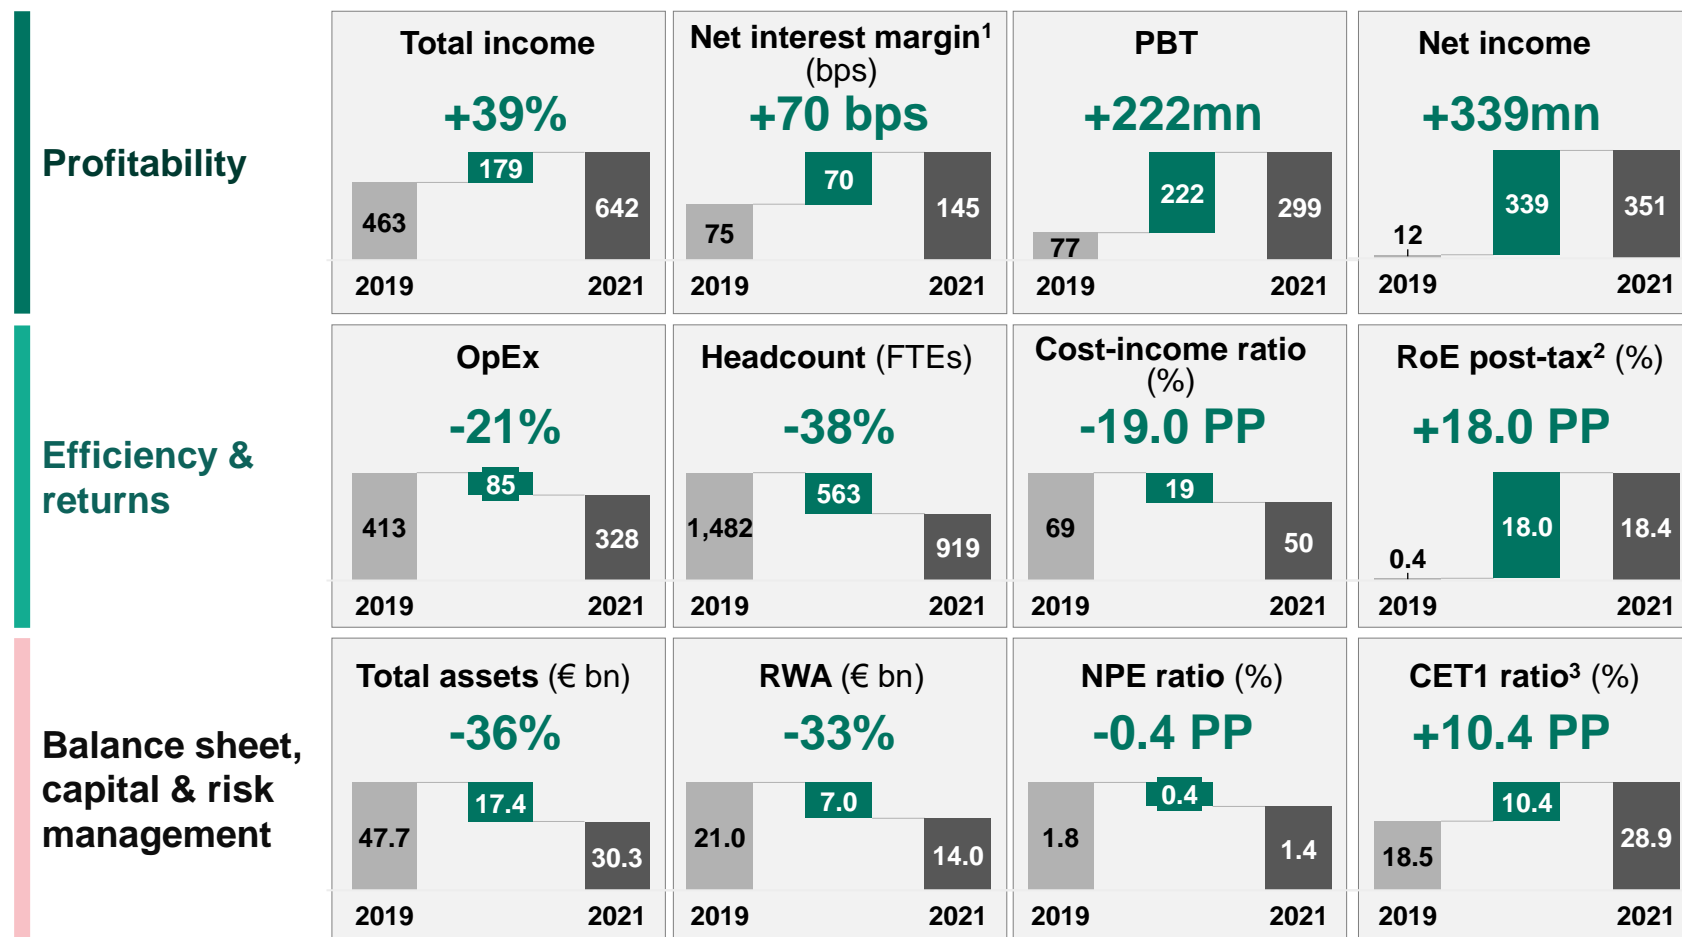 Profitability
Total income
+39%
463
179
642
2019
2021
Net interest margin¹
(bps)
+70 bps
75
70
145
2019
2021
PBT
+222mn
77
222
299
2019
2021
Net income
+339mn
12
339
351
2019
2021
Efficiency &
returns
OpEx
-21%
413
85
328
2019
2021
Headcount (FTEs)
-38%
1,482
563
919
2019
2021
Cost-income ratio
(%)
-19.0 PP
69
19
50
2019
2021
RoE post-tax² (%)
+18.0 PP
0.4
18.0
18.4
2019
2021
Balance sheet,
capital & risk
management
Total assets (€ bn)
-36%
47.7
17.4
30.3
2019
2021
RWA (€ bn)
-33%
21.0
7.0
14.0
2019
2021
NPE ratio (%)
-0.4 PP
1.8
0.4
1.4
2019
2021
CET1 ratio³ (%)
+10.4 PP
18.5
10.4
28.9
2019
2021